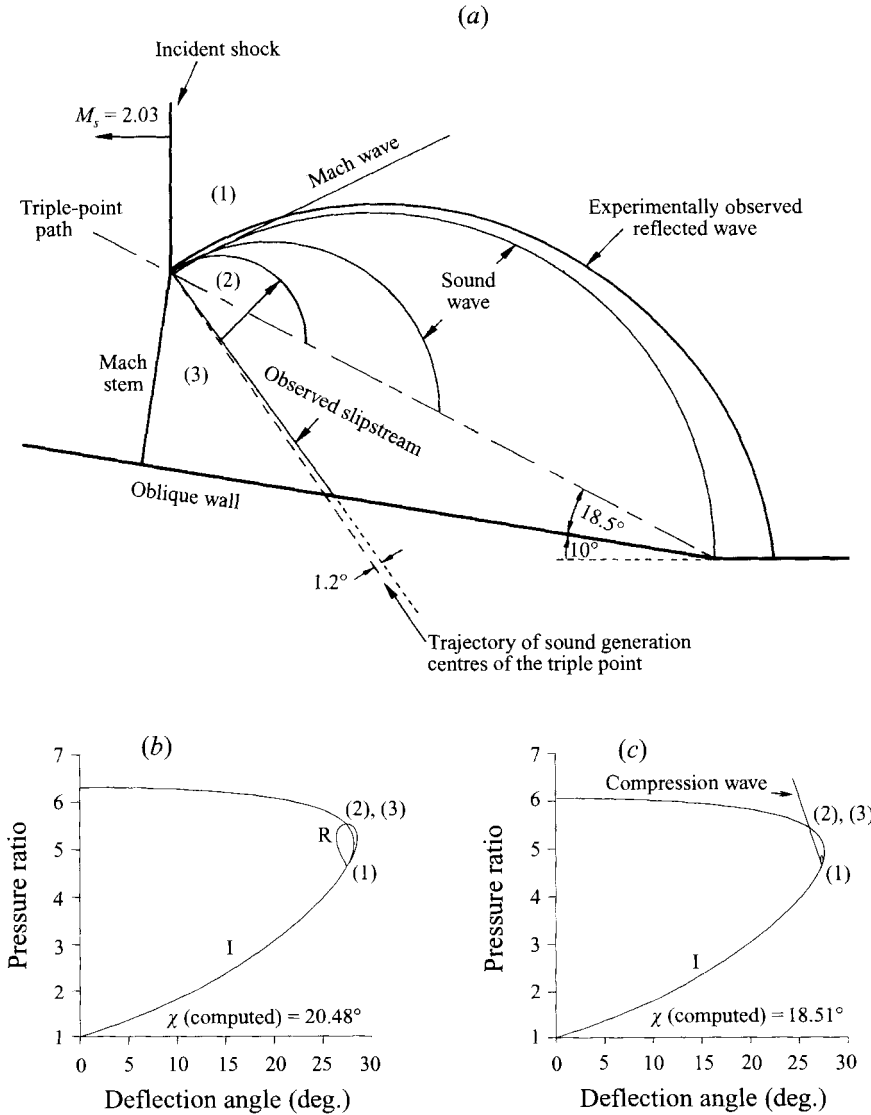 (a)
Incident shock
M_s = 2.03
Mach wave
(1)
Triple-point
path
Experimentally observed
reflected wave
Sound
wave
(2)
Mach
stem
(3)
Observed slipstream
Oblique wall
18.5°
10°
1.2°
Trajectory of sound generation
centres of the triple point
(b)
7
6
5
4
3
2
1
Pressure ratio
(2), (3)
R
(1)
I
χ (computed) = 20.48°
0 5 10 15 20 25 30
Deflection angle (deg.)
(c)
7
6
5
4
3
2
1
Pressure ratio
Compression wave
(2), (3)
(1)
I
χ (computed) = 18.51°
0 5 10 15 20 25 30
Deflection angle (deg.)